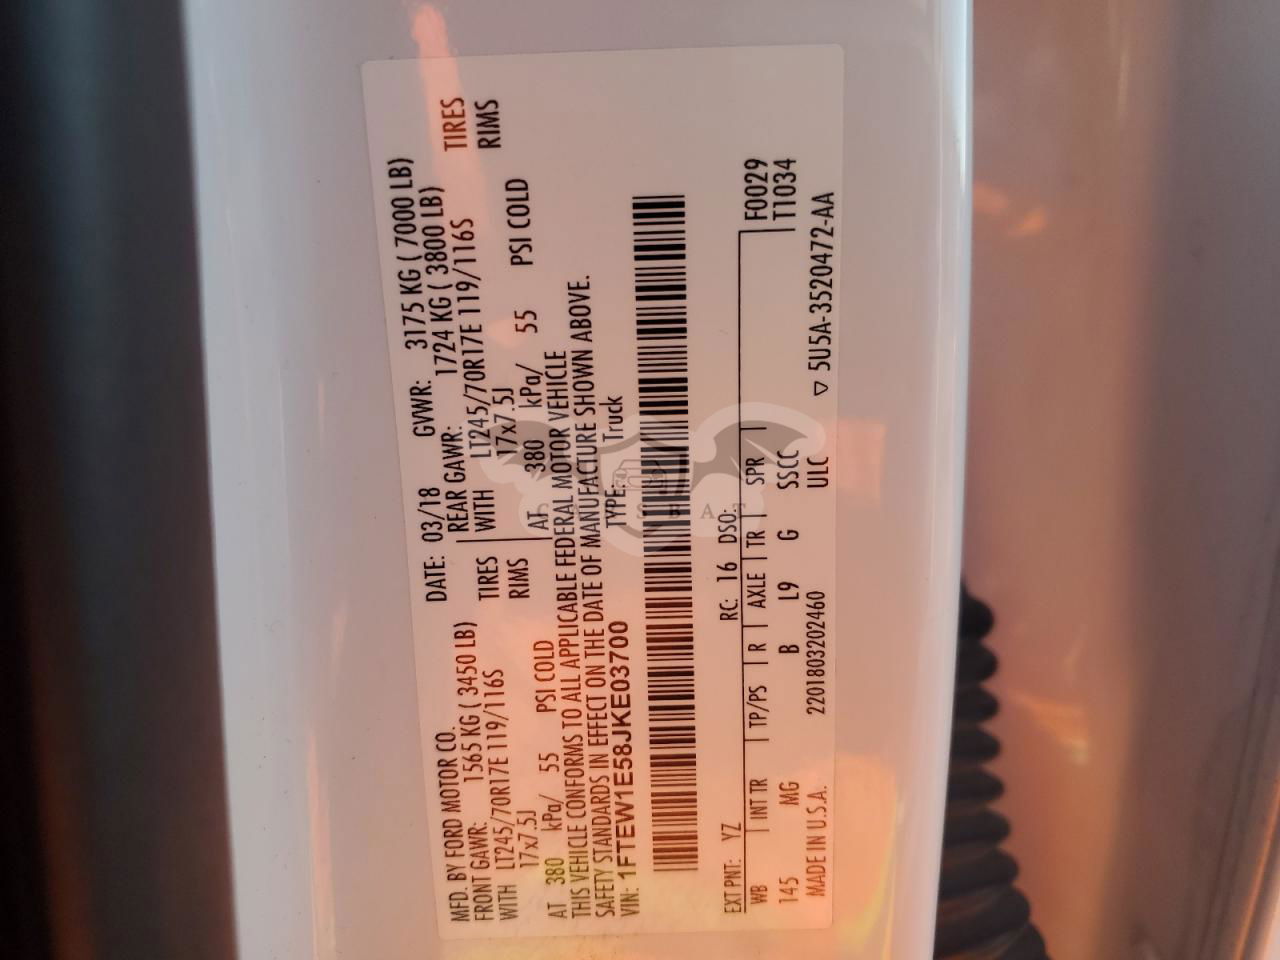 MFD. BY FORD MOTOR CO.
DATE: 03/18 GVWR: 3175 KG ( 7000 LB)
FRONT GAWR: 1565 KG ( 3450 LB)
REAR GAWR: 1724 KG ( 3800 LB)
WITH LT245/70R17E 119/116S TIRES
WITH LT245/70R17E 119/116S TIRES
17x7.5J RIMS
17x7.5J RIMS
AT 380 kPa/ 55 PSI COLD
AT 380 kPa/ 55 PSI COLD
THIS VEHICLE CONFORMS TO ALL APPLICABLE FEDERAL MOTOR VEHICLE
SAFETY STANDARDS IN EFFECT ON THE DATE OF MANUFACTURE SHOWN ABOVE.
VIN: 1FTEW1E58JKE03700 TYPE: Truck
EXT PNT: YZ RC: 16 DSO: F0029
WB INT TR TP/PS R AXLE TR SPR T1034
145 MG B L9 G SSCC
MADE IN U.S.A. 2201803202460 ULC ▽ 5U5A-3520472-AA